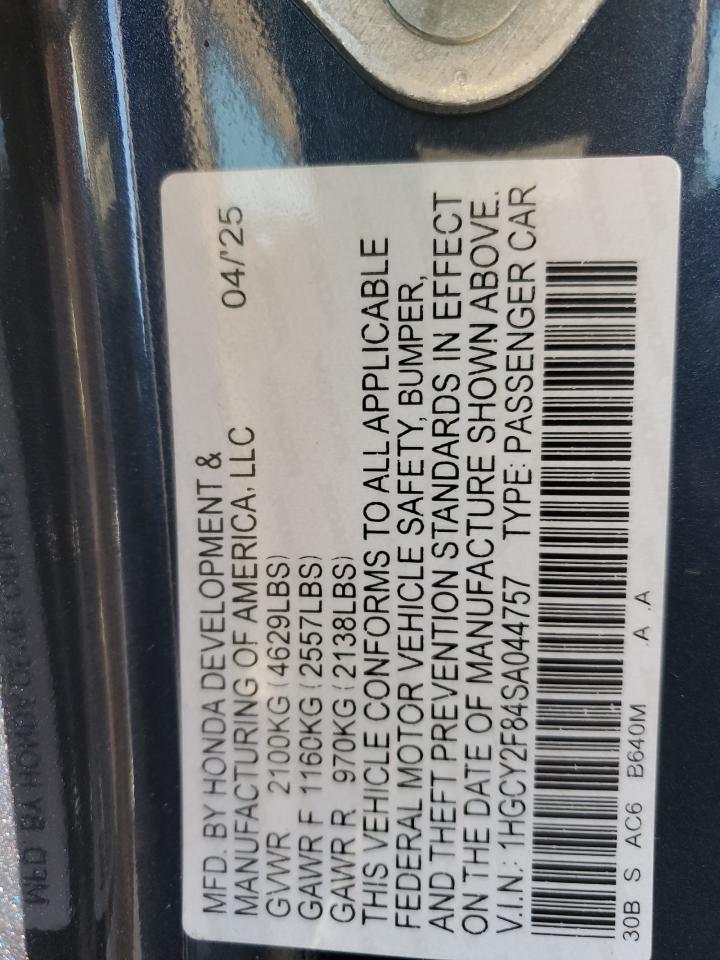 MFD. BY HONDA DEVELOPMENT &
MANUFACTURING OF AMERICA, LLC 04/'25
GVWR 2100KG (4629LBS)
GAWR F 1160KG (2557LBS)
GAWR R 970KG (2138LBS)
THIS VEHICLE CONFORMS TO ALL APPLICABLE
FEDERAL MOTOR VEHICLE SAFETY, BUMPER,
AND THEFT PREVENTION STANDARDS IN EFFECT
ON THE DATE OF MANUFACTURE SHOWN ABOVE.
V.I.N.: 1HGCY2F84SA044757 TYPE: PASSENGER CAR
30B S AC6 B640M .A .A